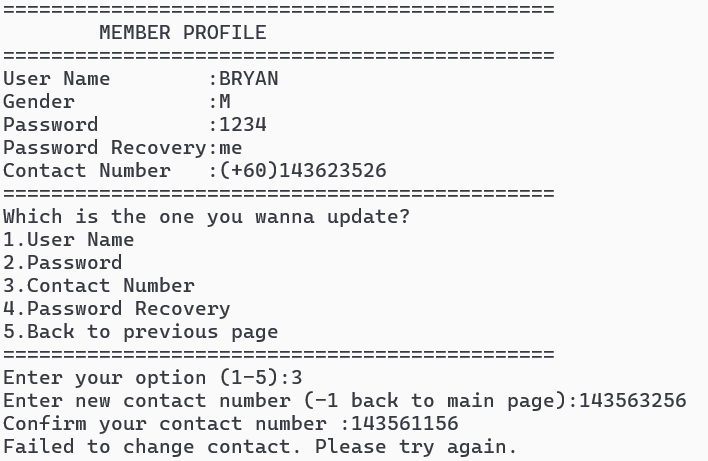 ==============================================
        MEMBER PROFILE
==============================================
User Name        :BRYAN
Gender           :M
Password         :1234
Password Recovery:me
Contact Number   :(+60)143623526
==============================================
Which is the one you wanna update?
1.User Name
2.Password
3.Contact Number
4.Password Recovery
5.Back to previous page
==============================================
Enter your option (1-5):3
Enter new contact number (-1 back to main page):143563256
Confirm your contact number :143561156
Failed to change contact. Please try again.